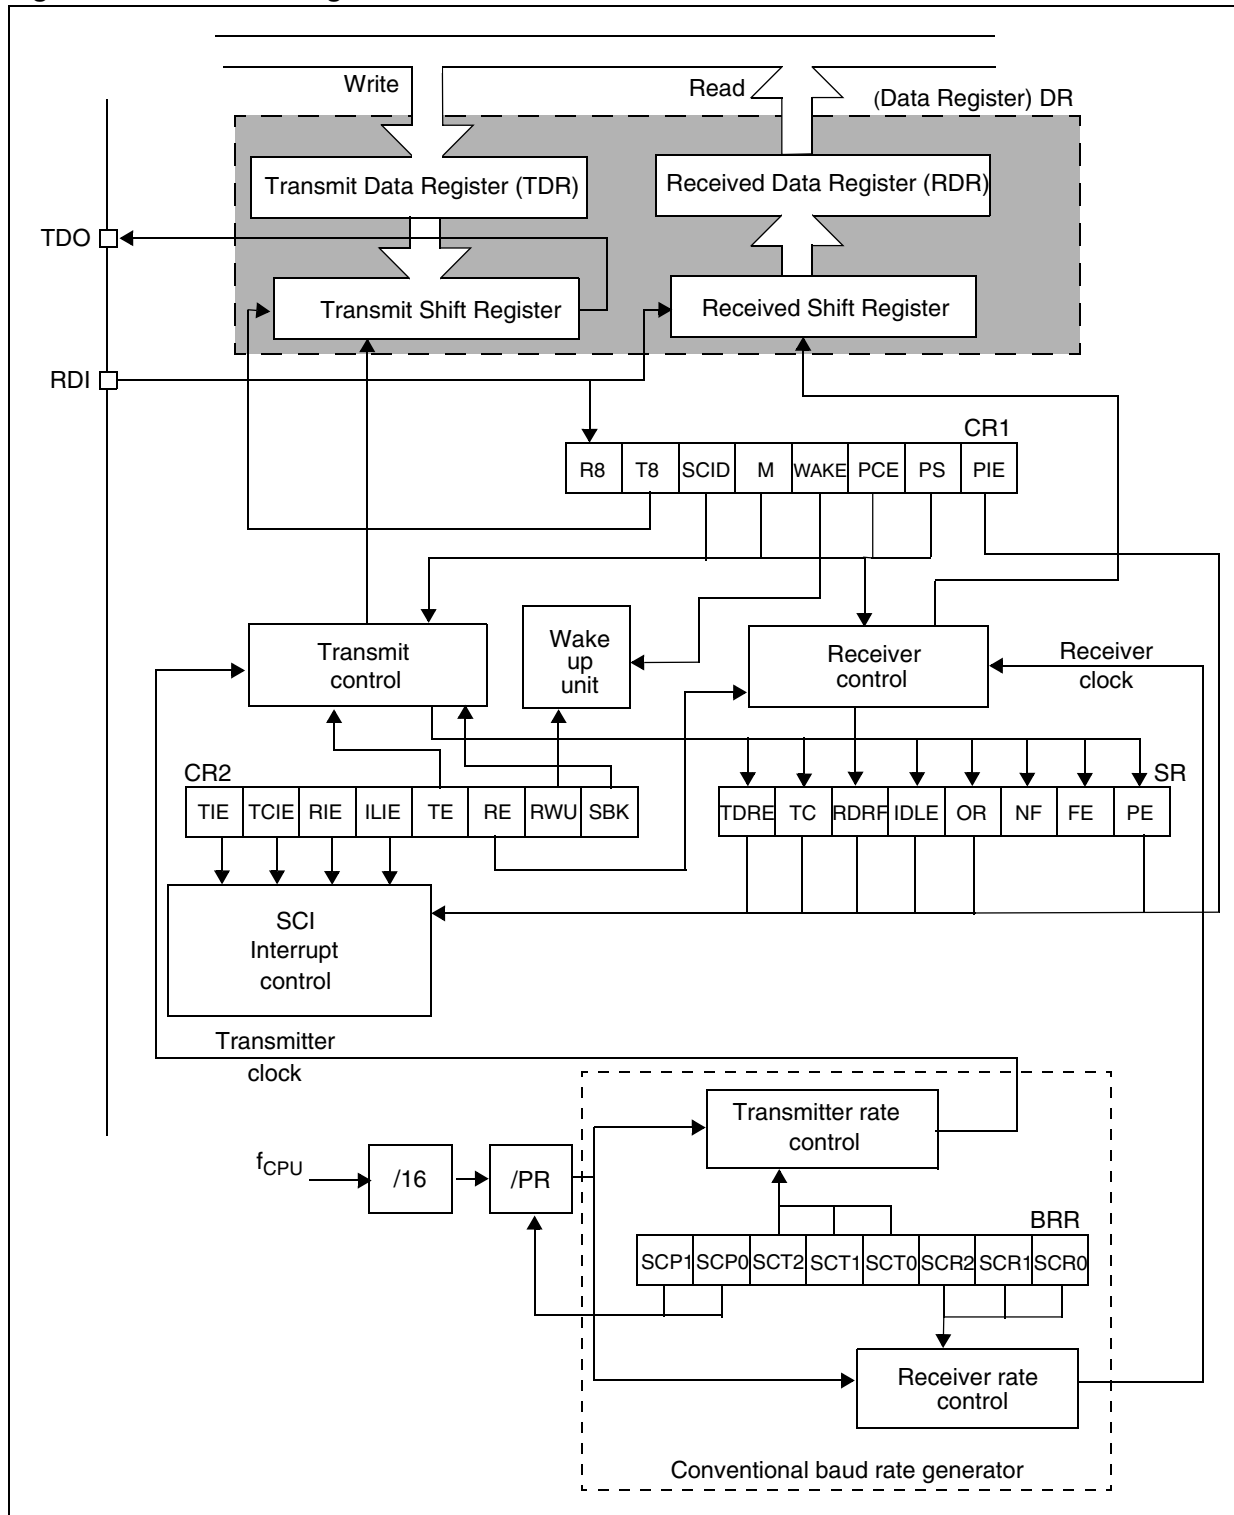 Write
Read
(Data Register) DR
Transmit Data Register (TDR)
Received Data Register (RDR)
TDO
Transmit Shift Register
Received Shift Register
RDI
CR1
R8 T8 SCID M WAKE PCE PS PIE
Transmit
control
Wake
up
unit
Receiver
control
Receiver
clock
CR2
SR
TIE TCIE RIE ILIE TE RE RWU SBK
TDRE TC RDRF IDLE OR NF FE PE
SCI
Interrupt
control
Transmitter
clock
Transmitter rate
control
fCPU
/16
/PR
BRR
SCP1 SCP0 SCT2 SCT1 SCT0 SCR2 SCR1 SCR0
Receiver rate
control
Conventional baud rate generator